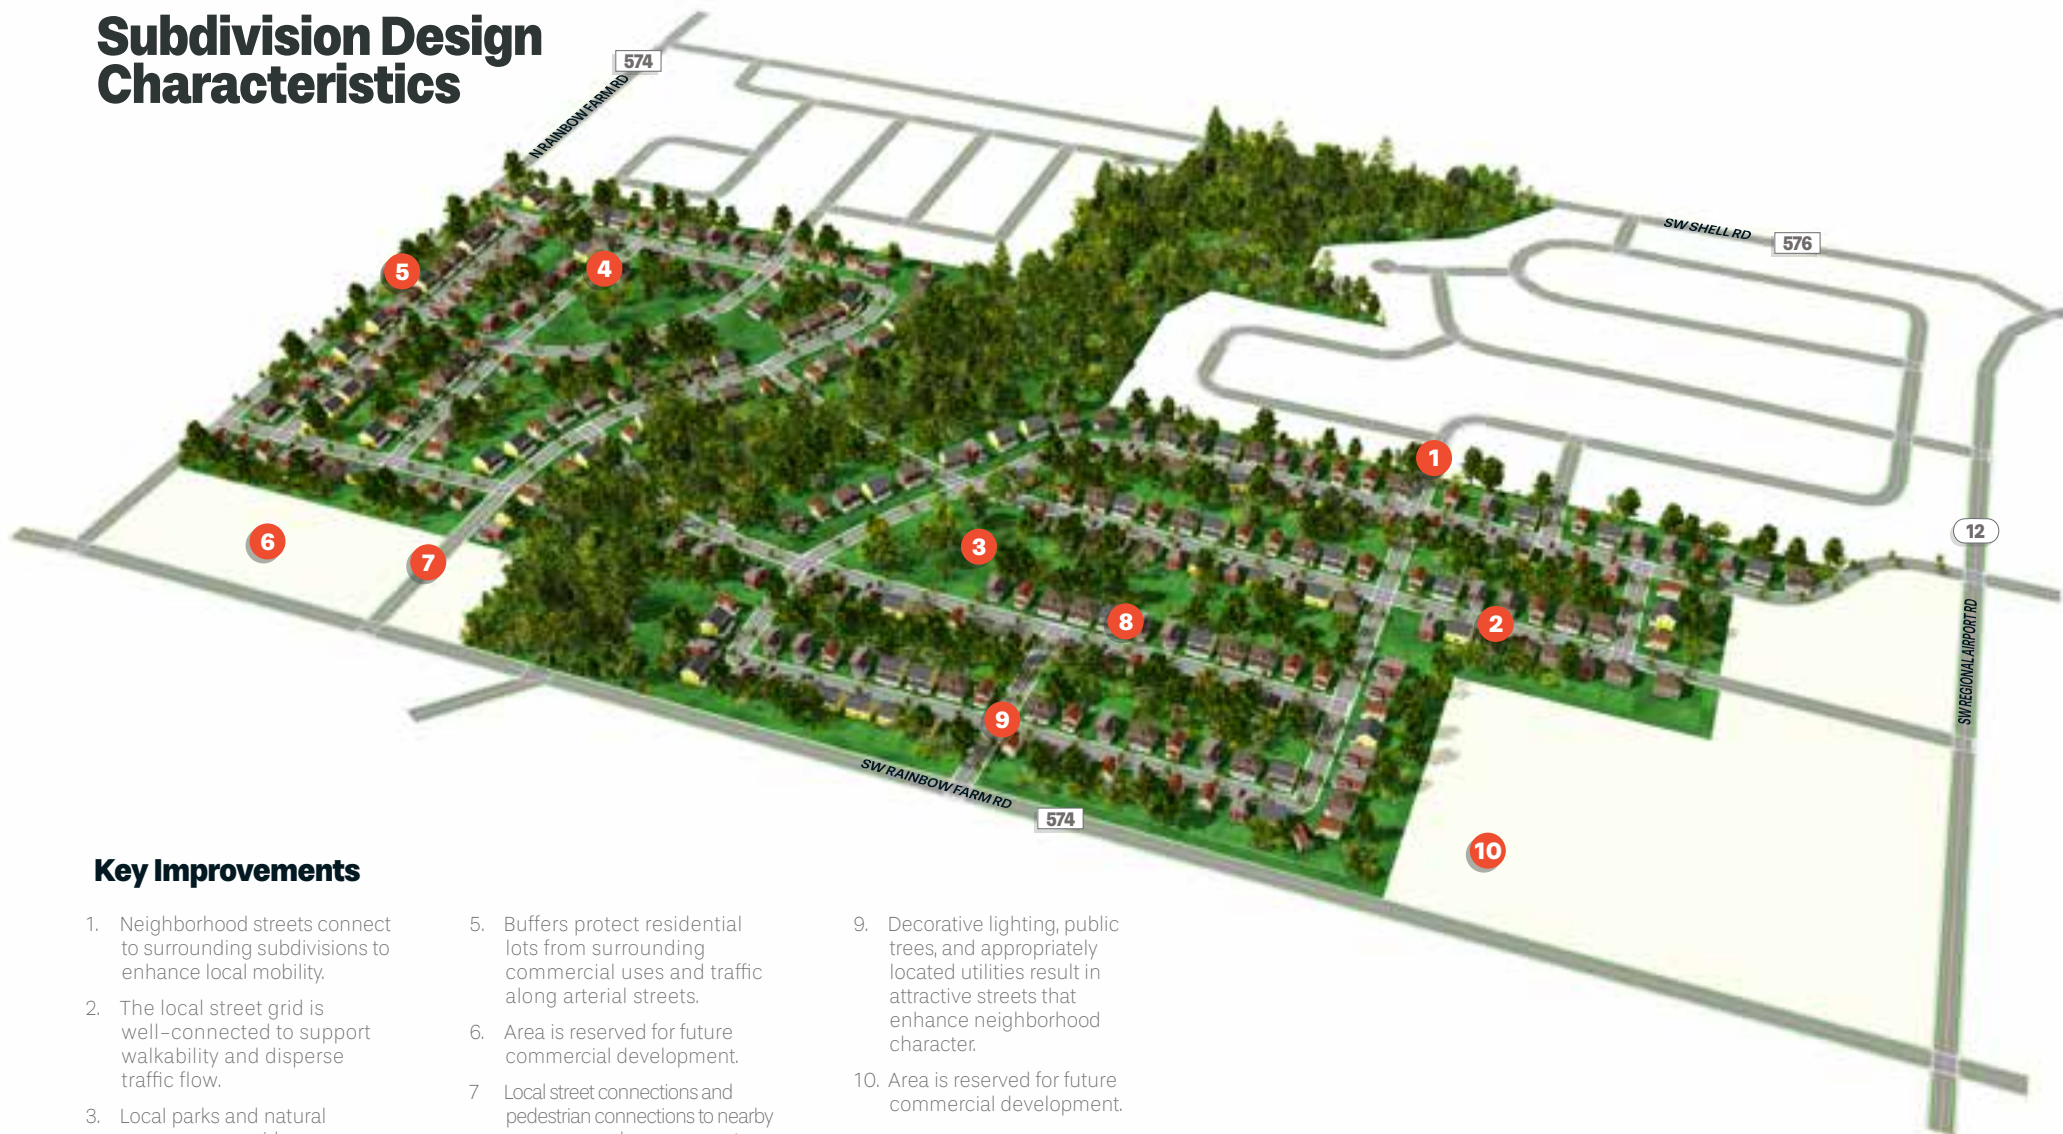 Subdivision Design
Characteristics
574
N RAINBOW FARM RD
SW SHELL RD
576
5
4
1
12
6
7
3
8
2
SW REGIONAL AIRPORT RD
9
SW RAINBOW FARM RD
574
10
Key Improvements
1. Neighborhood streets connect
to surrounding subdivisions to
enhance local mobility.
2. The local street grid is
well-connected to support
walkability and disperse
traffic flow.
3. Local parks and natural
5. Buffers protect residential
lots from surrounding
commercial uses and traffic
along arterial streets.
6. Area is reserved for future
commercial development.
7 Local street connections and
pedestrian connections to nearby
9. Decorative lighting, public
trees, and appropriately
located utilities result in
attractive streets that
enhance neighborhood
character.
10. Area is reserved for future
commercial development.